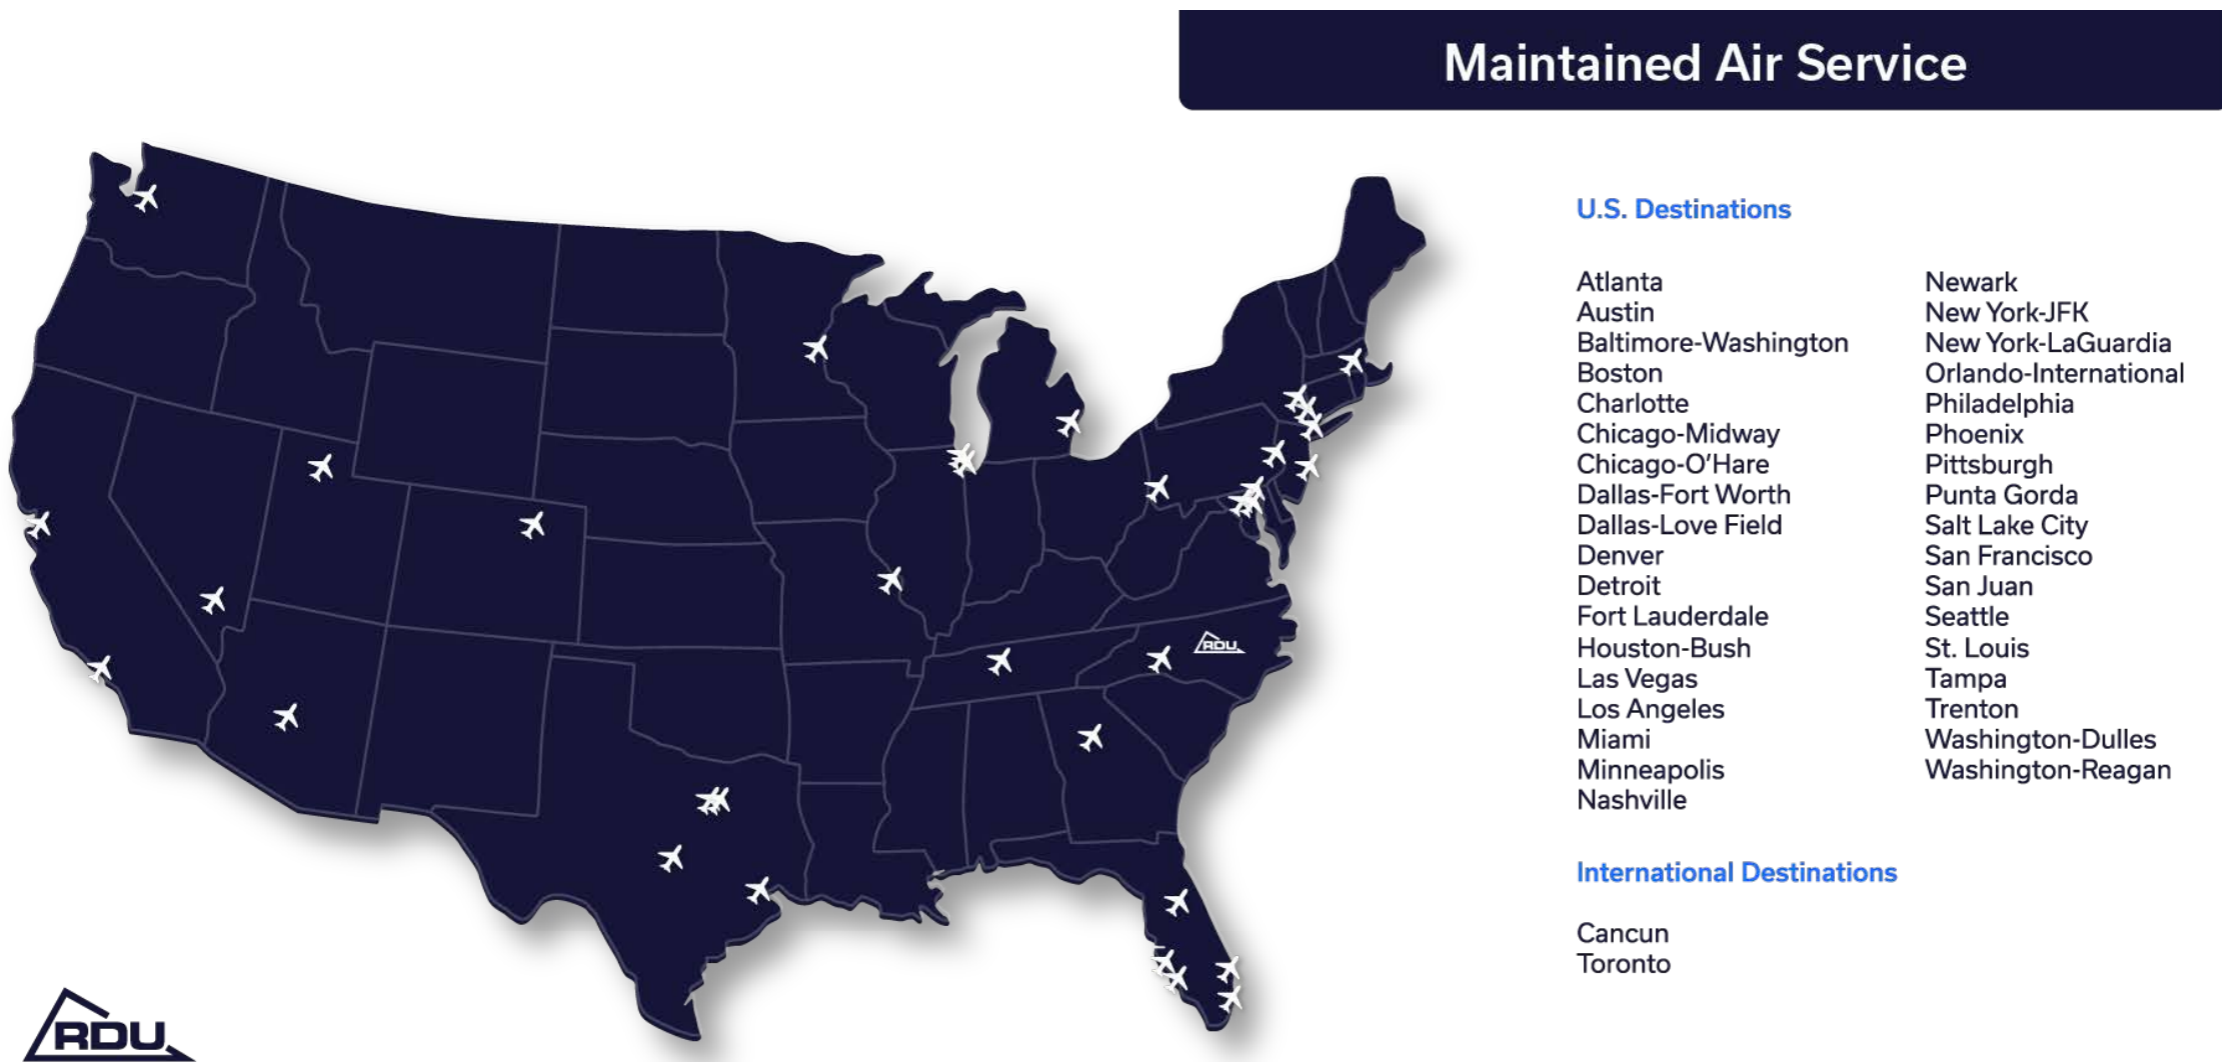 Maintained Air Service
U.S. Destinations
Atlanta
Austin
Baltimore-Washington
Boston
Charlotte
Chicago-Midway
Chicago-O'Hare
Dallas-Fort Worth
Dallas-Love Field
Denver
Detroit
Fort Lauderdale
Houston-Bush
Las Vegas
Los Angeles
Miami
Minneapolis
Nashville
Newark
New York-JFK
New York-LaGuardia
Orlando-International
Philadelphia
Phoenix
Pittsburgh
Punta Gorda
Salt Lake City
San Francisco
San Juan
Seattle
St. Louis
Tampa
Trenton
Washington-Dulles
Washington-Reagan
International Destinations
Cancun
Toronto
RDU
RDU